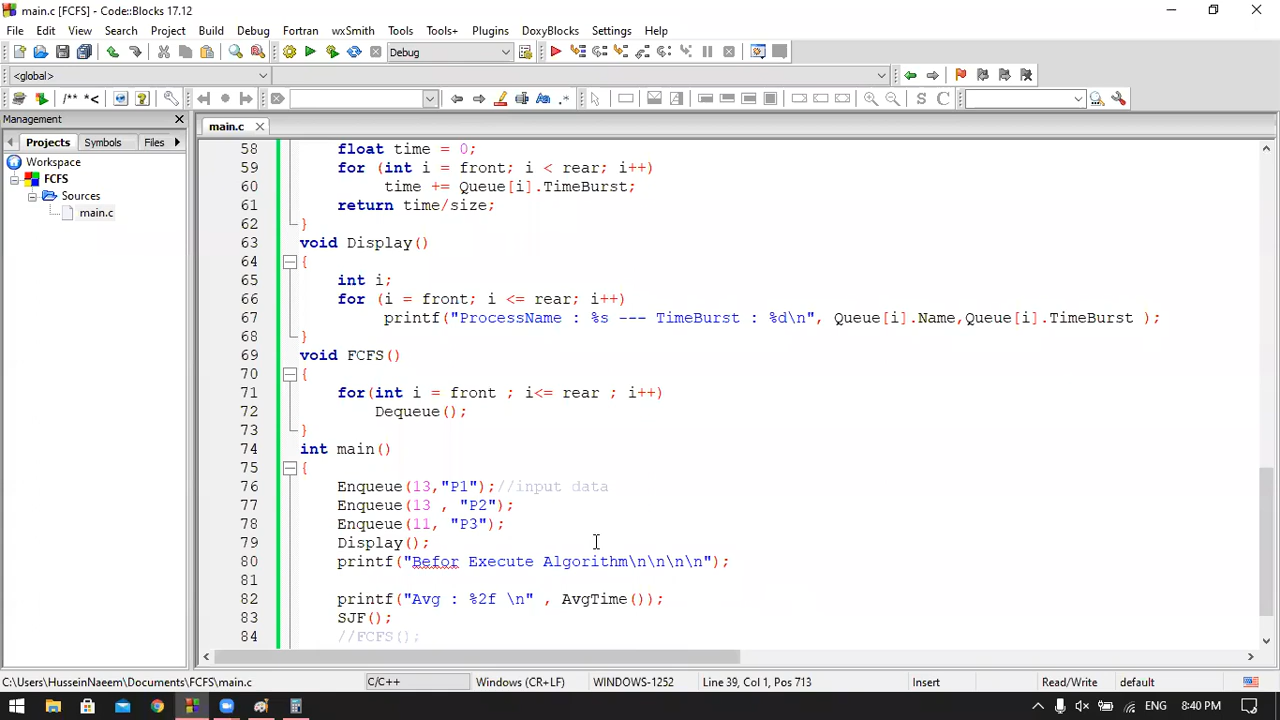 main.c [FCFS] - Code::Blocks 17.12
File Edit View Search Project Build Debug Fortran wxSmith Tools Tools+ Plugins DoxyBlocks Settings Help
Debug
<global>
/** *<
S C
Management
Projects Symbols Files
Workspace
FCFS
Sources
main.c
main.c
58 float time = 0;
59 for (int i = front; i < rear; i++)
60 time += Queue[i].TimeBurst;
61 return time/size;
62 }
63 void Display()
64 {
65 int i;
66 for (i = front; i <= rear; i++)
67 printf("ProcessName : %s --- TimeBurst : %d\n", Queue[i].Name,Queue[i].TimeBurst );
68 }
69 void FCFS()
70 {
71 for(int i = front ; i<= rear ; i++)
72 Dequeue();
73 }
74 int main()
75 {
76 Enqueue(13,"P1");//input data
77 Enqueue(13 , "P2");
78 Enqueue(11, "P3");
79 Display();
80 printf("Befor Execute Algorithm\n\n\n\n");
81
82 printf("Avg : %2f \n" , AvgTime());
83 SJF();
84 //FCFS();
C:\Users\HusseinNaeem\Documents\FCFS\main.c C/C++ Windows (CR+LF) WINDOWS-1252 Line 39, Col 1, Pos 713 Insert Read/Write default
ENG 8:40 PM